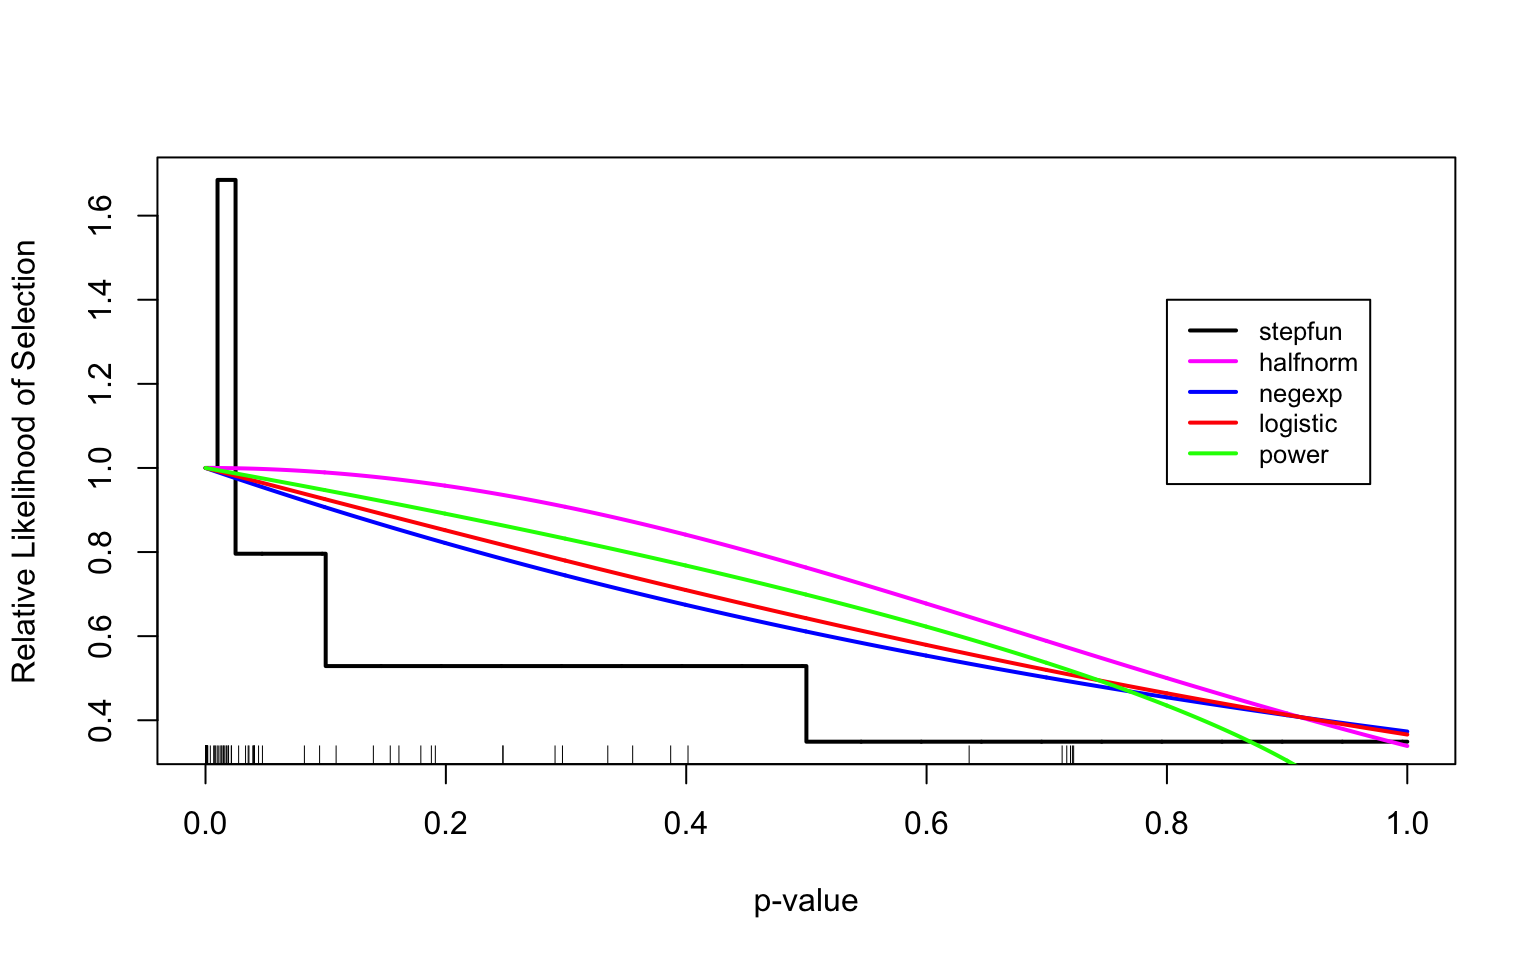 Relative Likelihood of Selection
1.6
1.4
1.2
1.0
0.8
0.6
0.4
stepfun
halfnorm
negexp
logistic
power
0.0 0.2 0.4 0.6 0.8 1.0
p-value